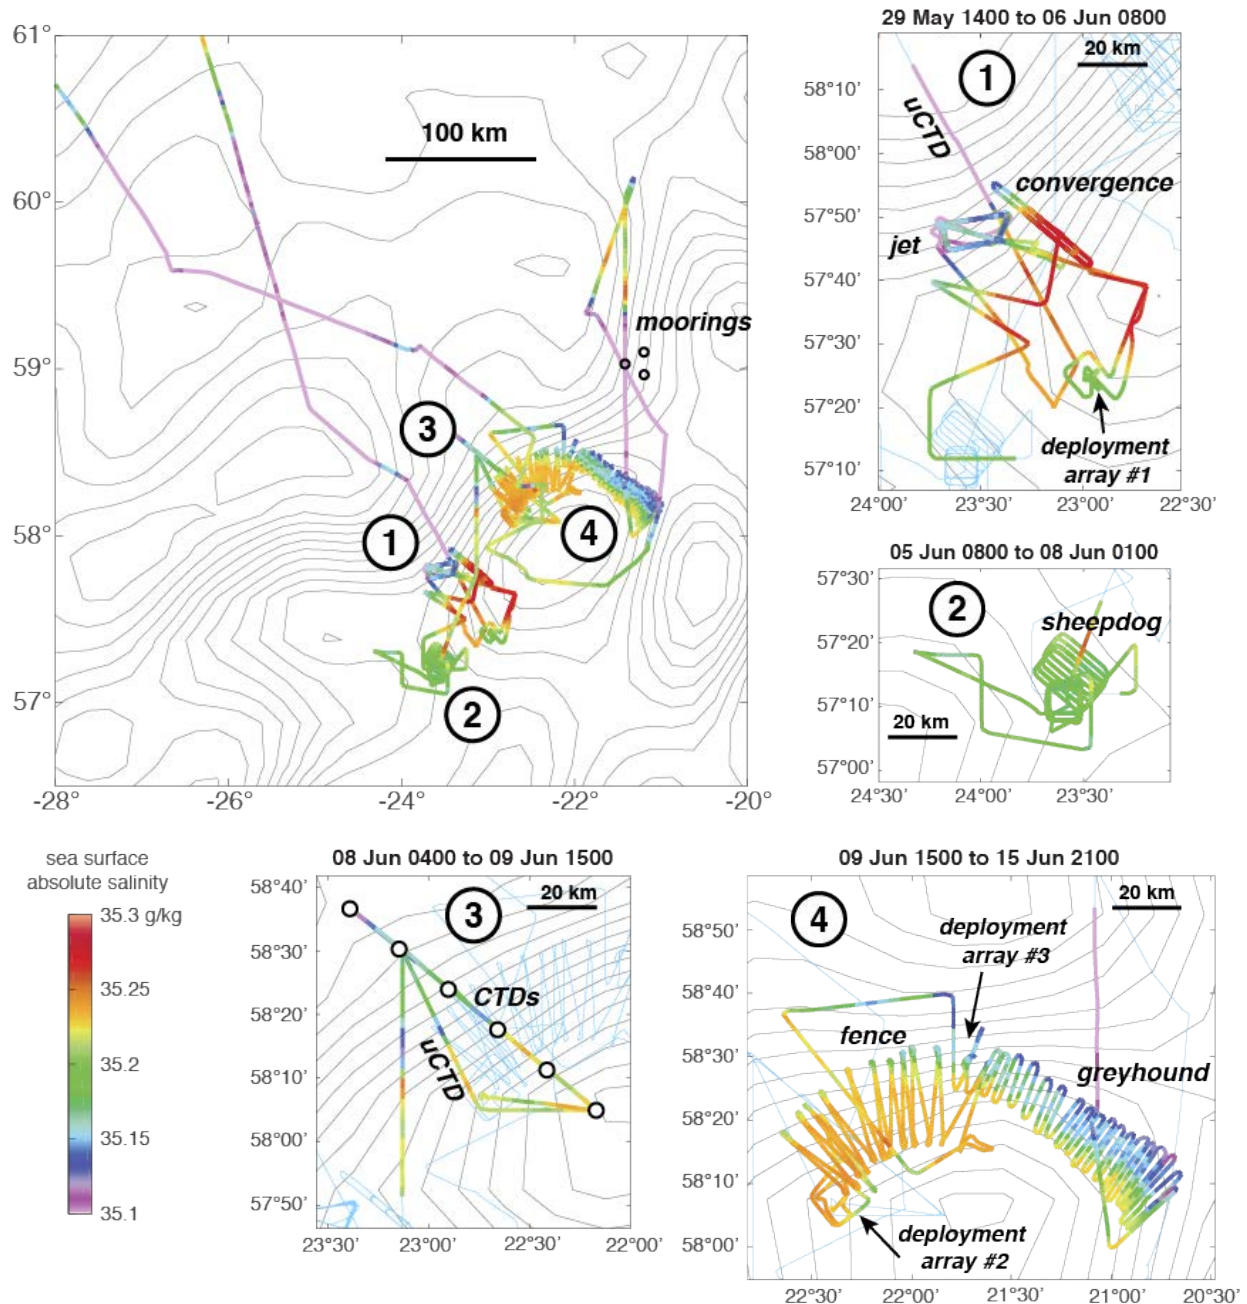 61°
60°
59°
58°
57°
-28°
-26°
-24°
-22°
-20°
100 km
moorings
3
1
4
2
29 May 1400 to 06 Jun 0800
20 km
1
uCTD
convergence
jet
deployment
array #1
58°10'
58°00'
57°50'
57°40'
57°30'
57°20'
57°10'
24°00'
23°30'
23°00'
22°30'
05 Jun 0800 to 08 Jun 0100
2
sheepdog
20 km
57°30'
57°20'
57°10'
57°00'
24°30'
24°00'
23°30'
sea surface
absolute salinity
35.3 g/kg
35.25
35.2
35.15
35.1
08 Jun 0400 to 09 Jun 1500
20 km
3
CTDs
uCTD
58°40'
58°30'
58°20'
58°10'
58°00'
57°50'
23°30'
23°00'
22°30'
22°00'
09 Jun 1500 to 15 Jun 2100
20 km
4
deployment
array #3
fence
greyhound
deployment
array #2
58°50'
58°40'
58°30'
58°20'
58°10'
58°00'
22°30'
22°00'
21°30'
21°00'
20°30'